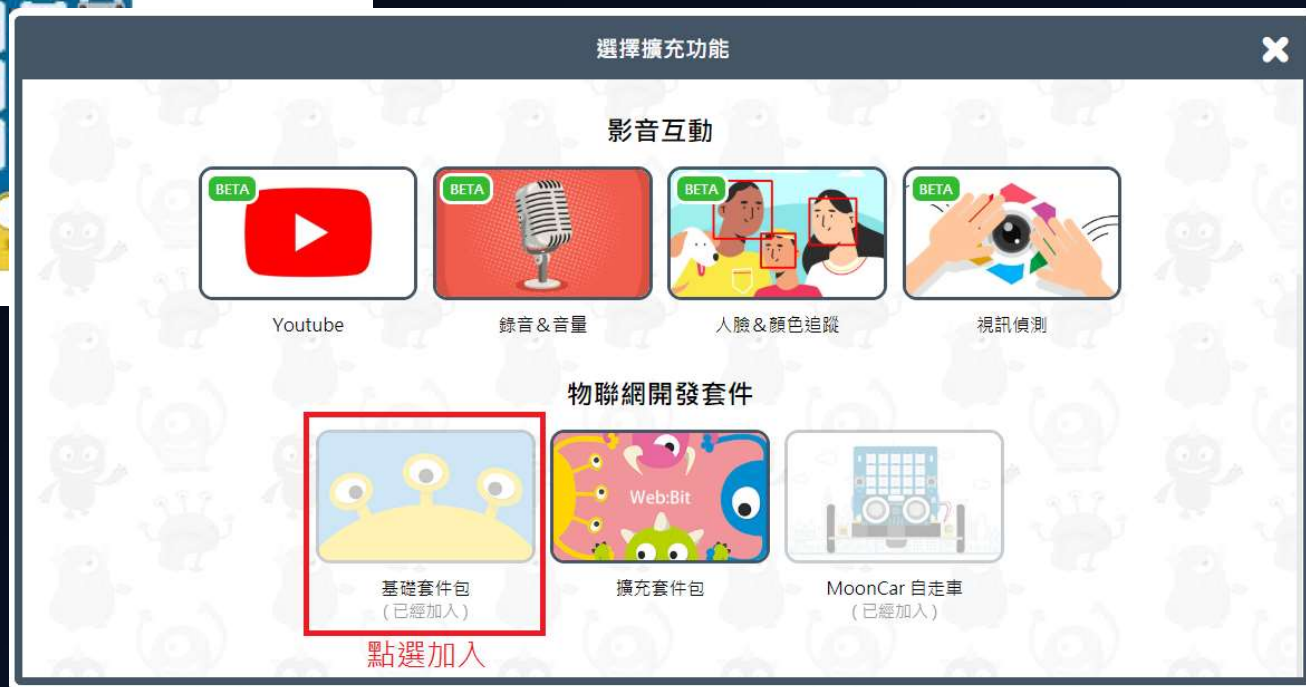 選擇擴充功能
影音互動
BETA BETA BETA BETA
Youtube 錄音&音量 人臉&顏色追蹤 視訊偵測
物聯網開發套件
Web:Bit
基礎套件包 擴充套件包 MoonCar 自走車
(已經加入) (已經加入)
點選加入